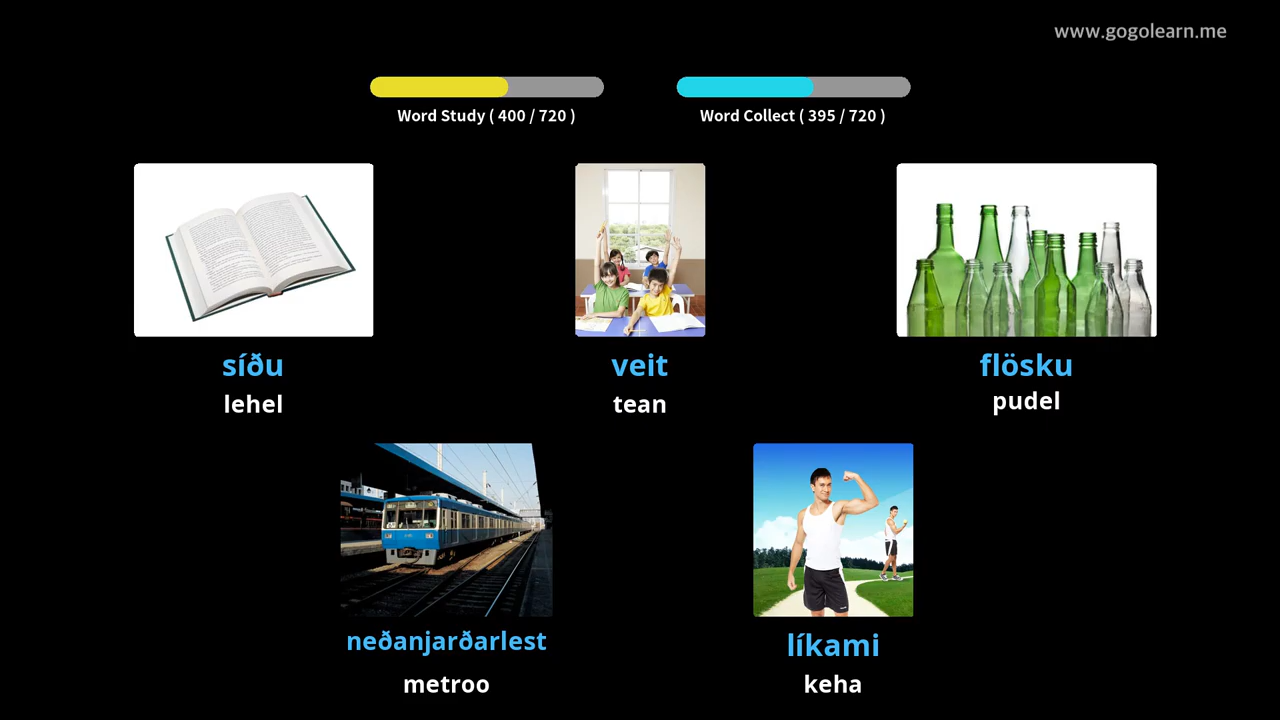 www.gogolearn.me
Word Study ( 400 / 720 )
Word Collect ( 395 / 720 )
síðu
lehel
veit
tean
flösku
pudel
neðanjarðarlest
metroo
líkami
keha